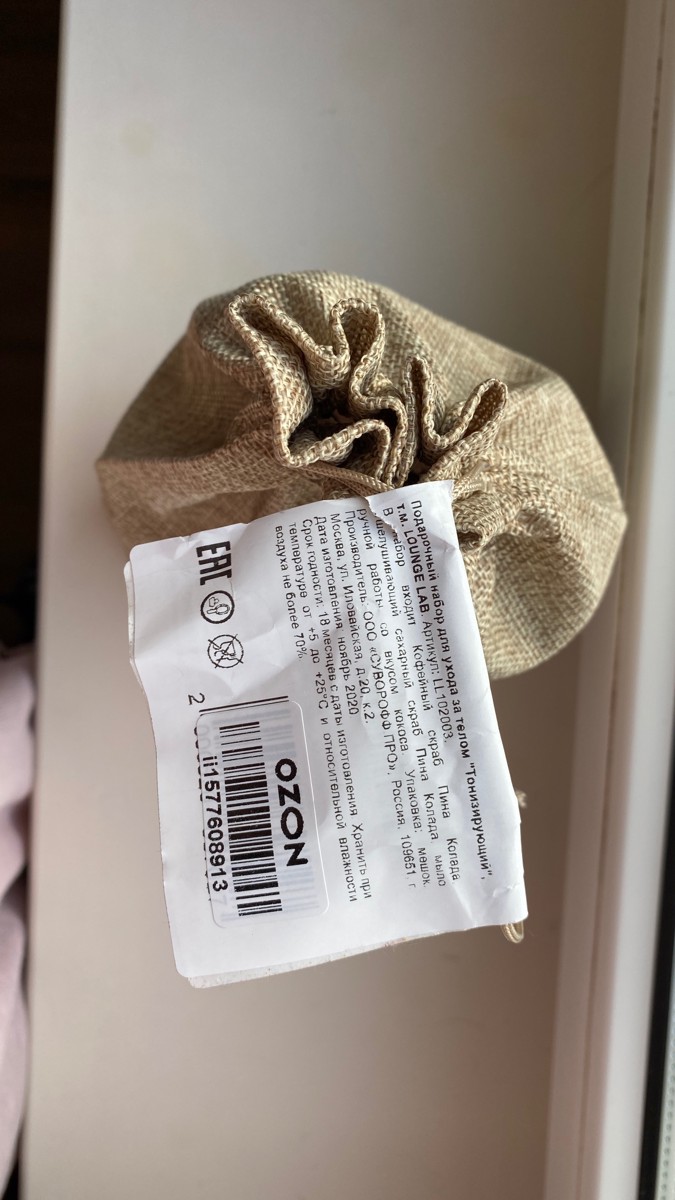 Подарочный набор для ухода за телом "Тонизирующий",
т.м. LOUNGE LAB Артикул: LL102003.
В набор входит Кофейный скраб Пина Колада
шелушивающий сахарный скраб Пина Колада мыло
ручной работы со вкусом кокоса Упаковка: мешок.
Производитель: ООО «СУВОРОФФ ПРО», Россия, 109651, г
Москва, ул. Иловайская, д.20, к.2.
Дата изготовления: ноябрь 2020
Срок годности: 18 месяцев с даты изготовления Хранить при
температуре от +5 до +25°С и относительной влажности
воздуха не более 70%.
EAC
OZON
2
ii1577608913